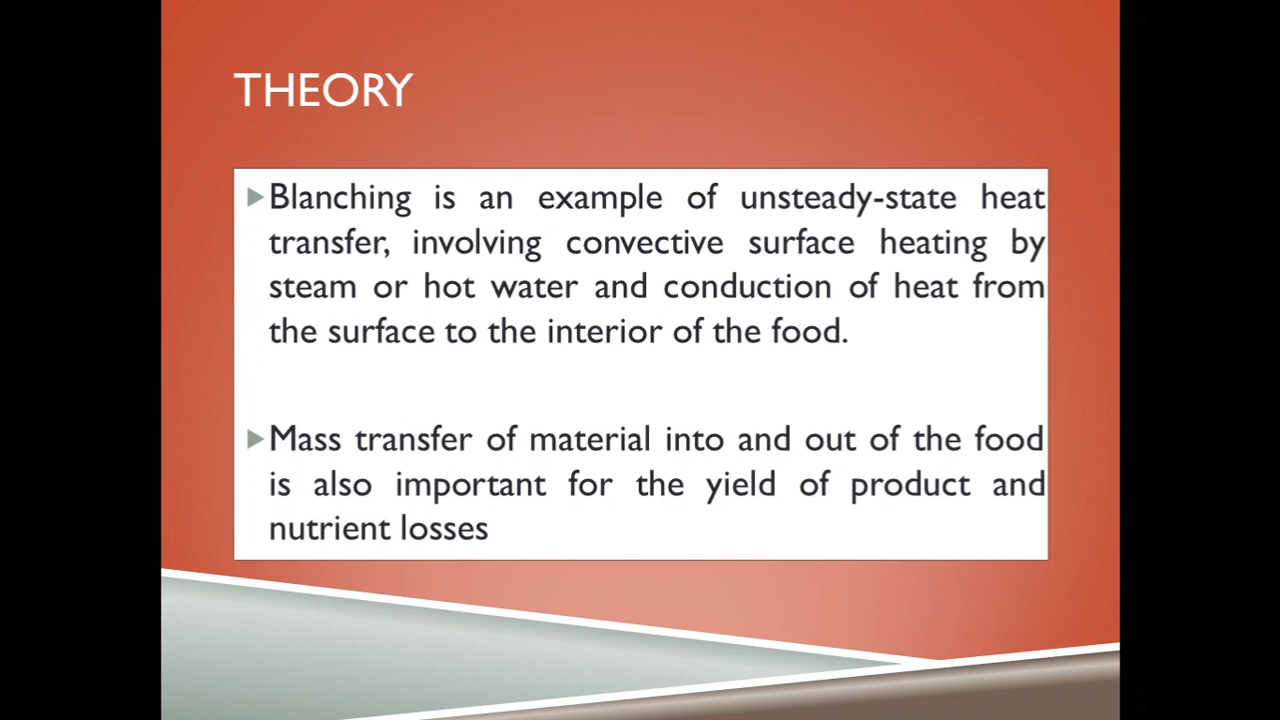 THEORY
Blanching is an example of unsteady-state heat
transfer, involving convective surface heating by
steam or hot water and conduction of heat from
the surface to the interior of the food.
Mass transfer of material into and out of the food
is also important for the yield of product and
nutrient losses